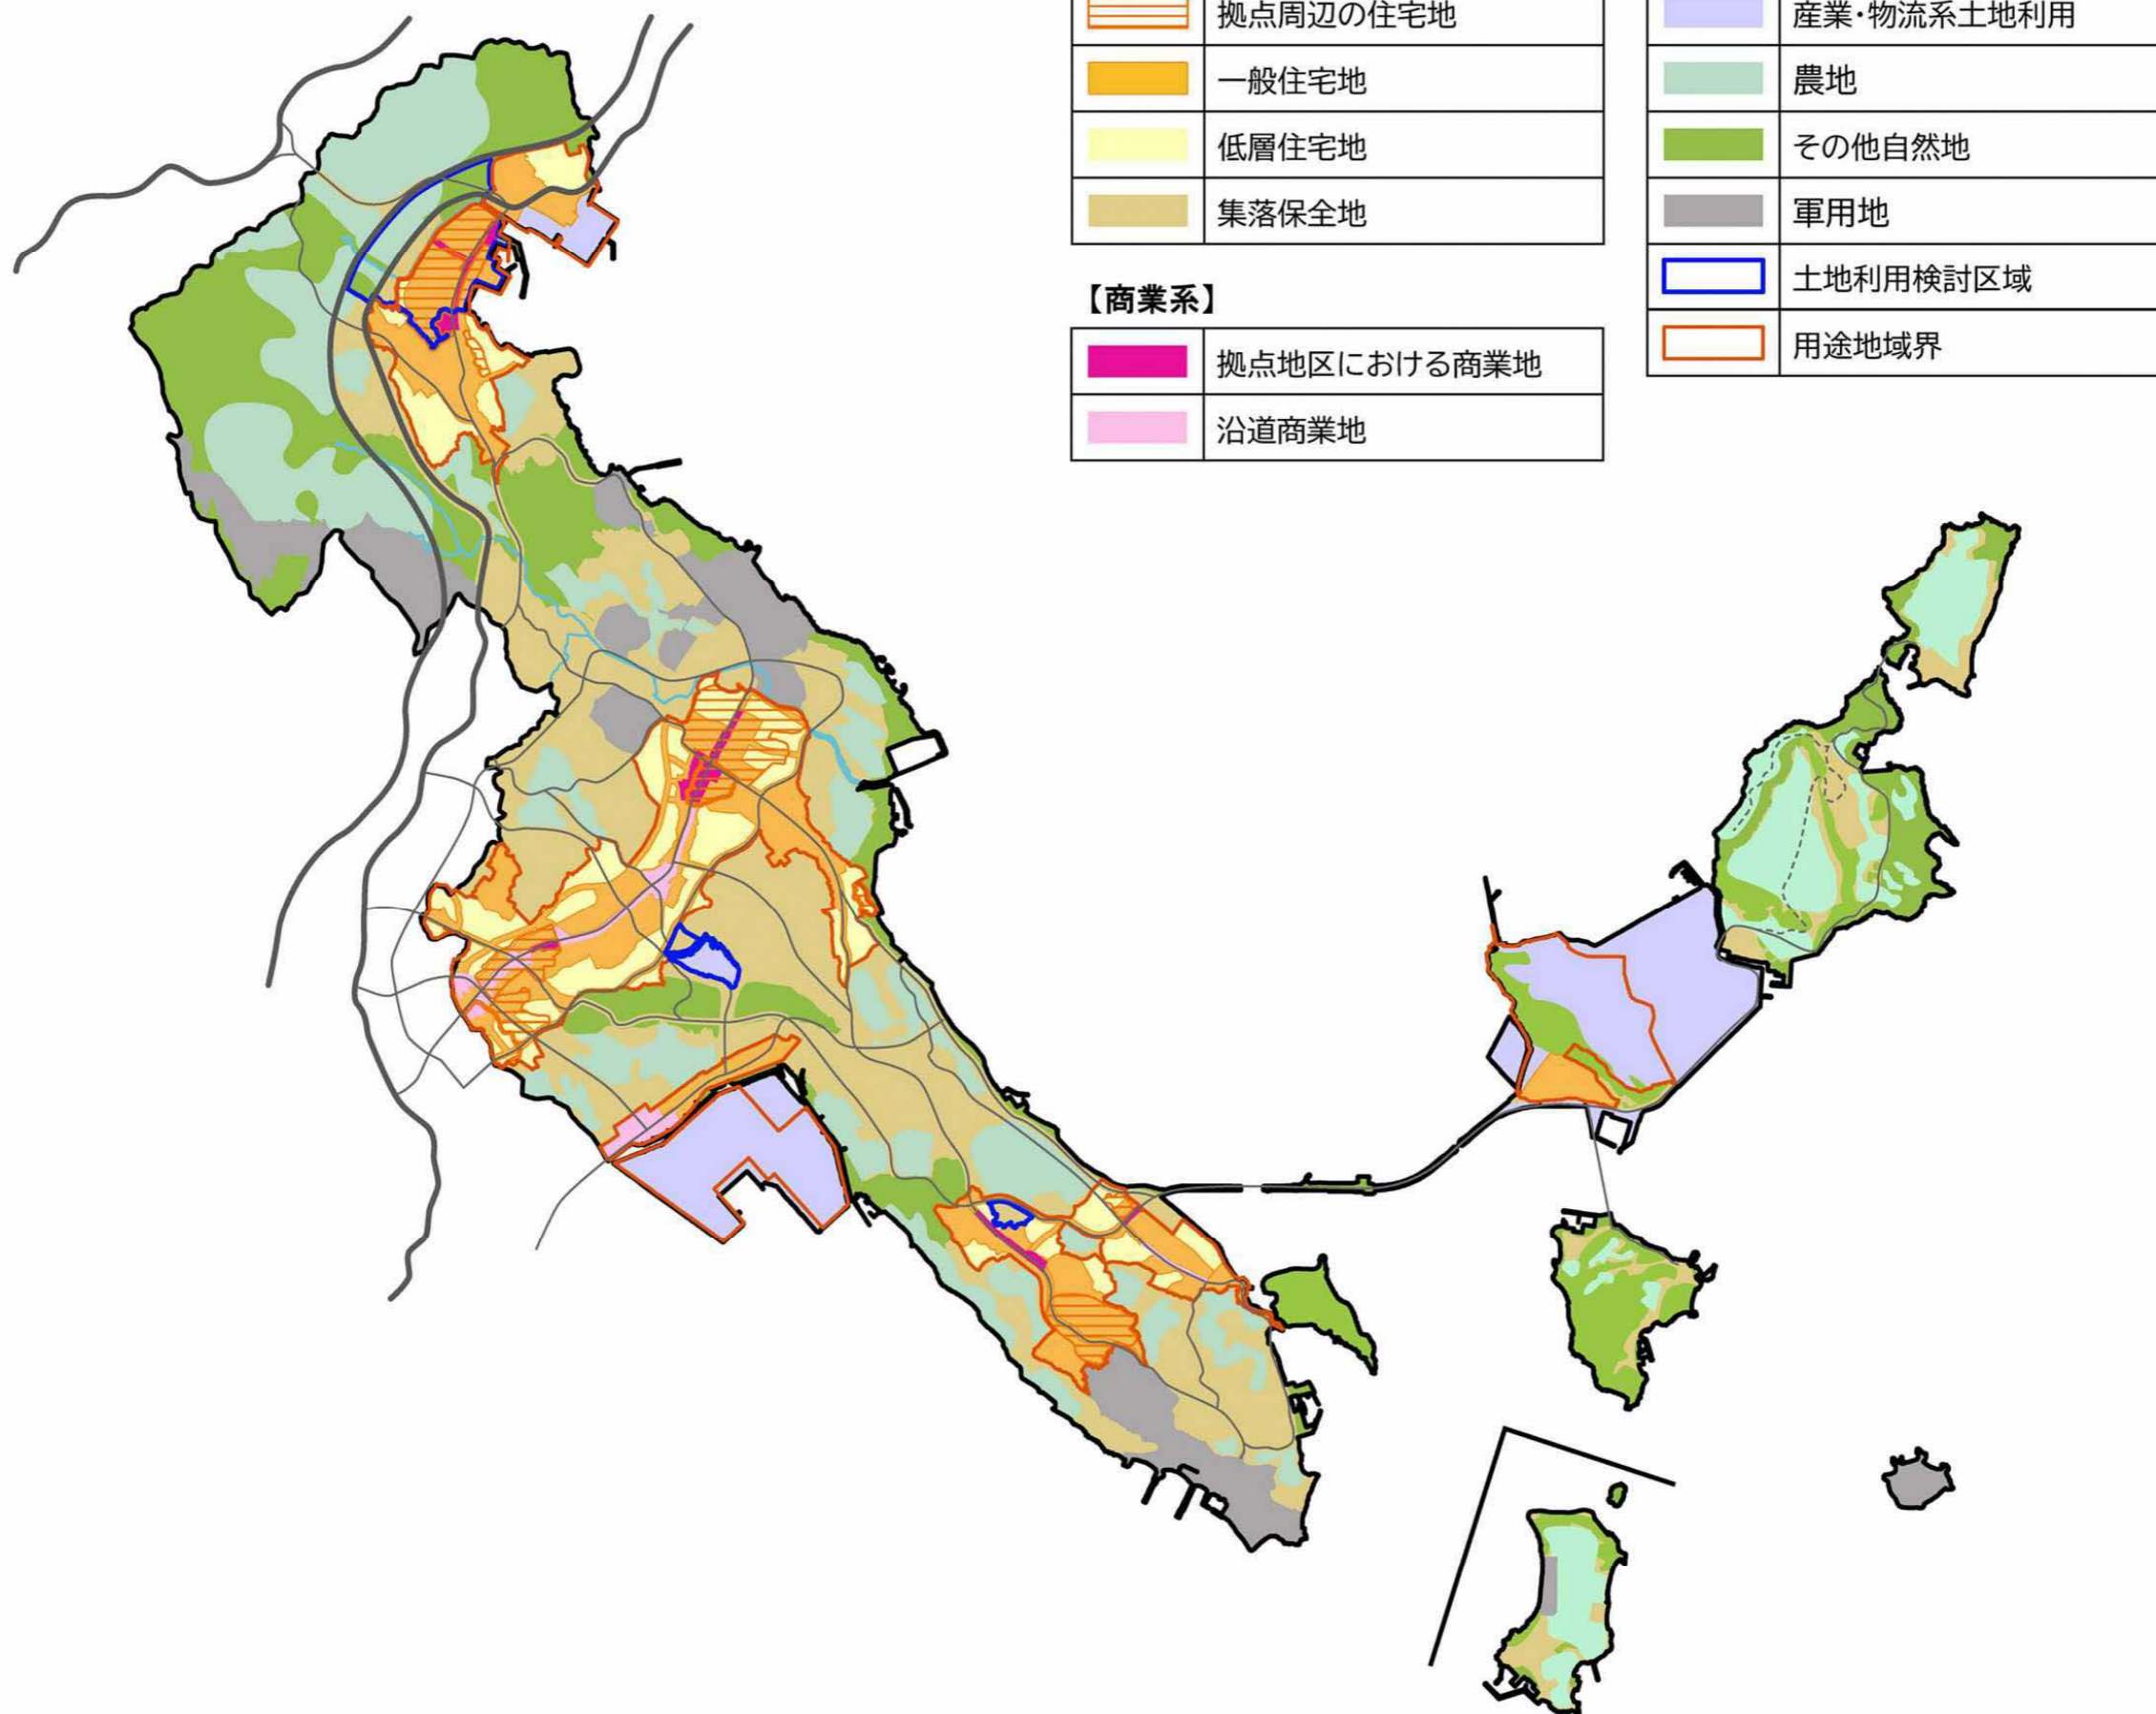 拠点周辺の住宅地
一般住宅地
低層住宅地
集落保全地
【商業系】
拠点地区における商業地
沿道商業地
産業・物流系土地利用
農地
その他自然地
軍用地
土地利用検討区域
用途地域界